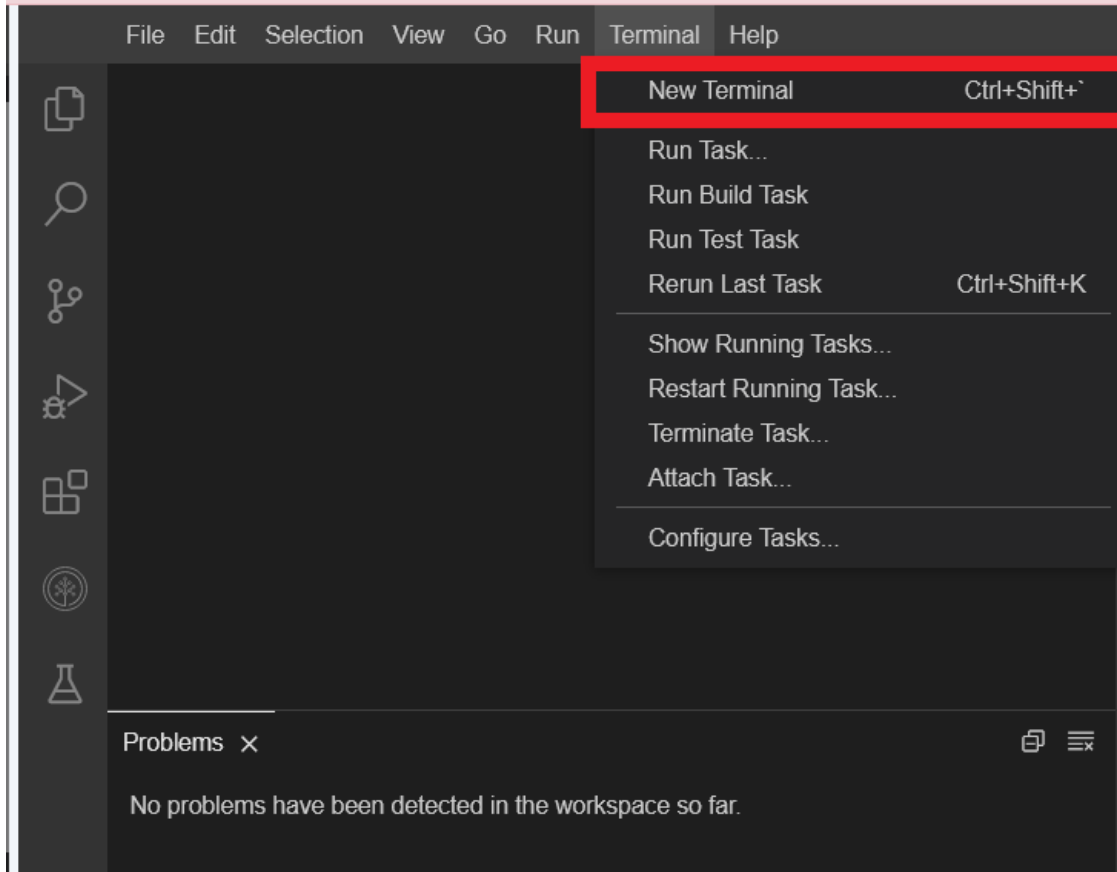 File Edit Selection View Go Run Terminal Help
New Terminal Ctrl+Shift+`
Run Task...
Run Build Task
Run Test Task
Rerun Last Task Ctrl+Shift+K
Show Running Tasks...
Restart Running Task...
Terminate Task...
Attach Task...
Configure Tasks...
Problems
No problems have been detected in the workspace so far.